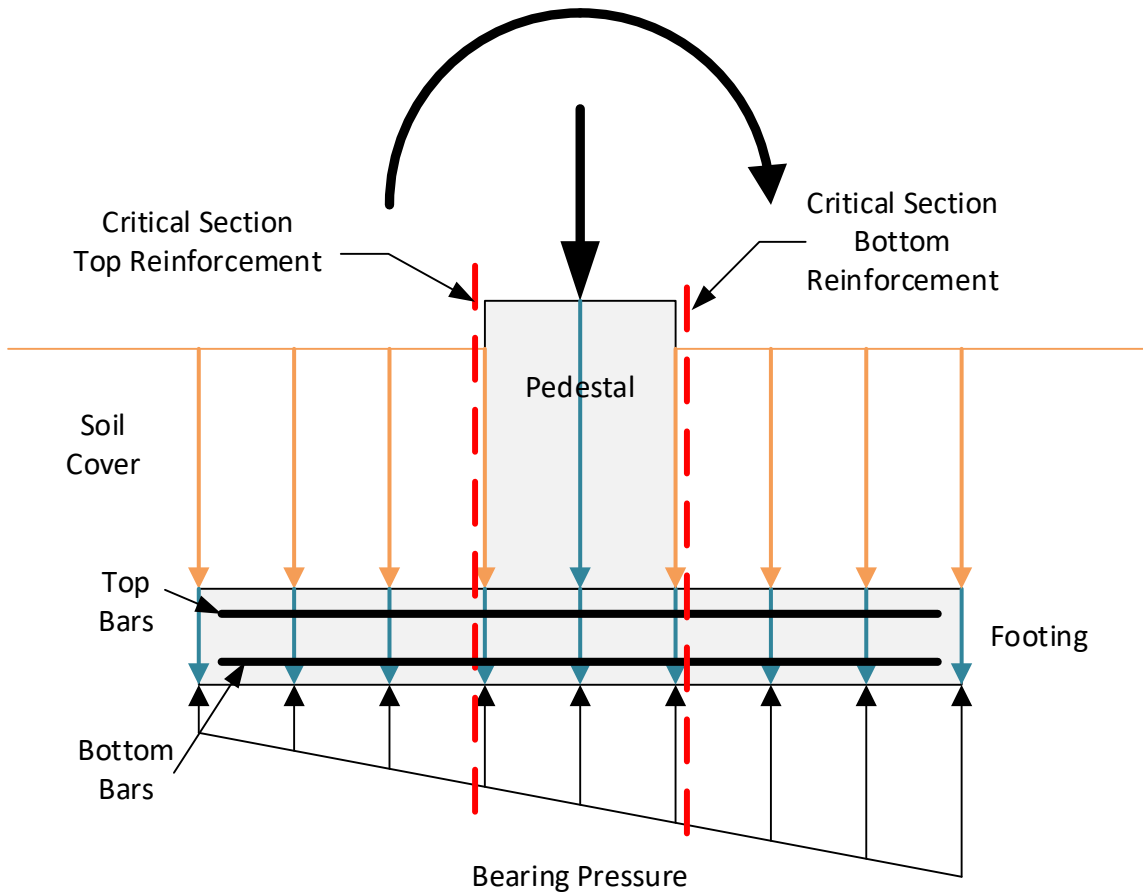 Critical Section
Top Reinforcement
Critical Section
Bottom
Reinforcement
Pedestal
Soil
Cover
Top
Bars
Footing
Bottom
Bars
Bearing Pressure